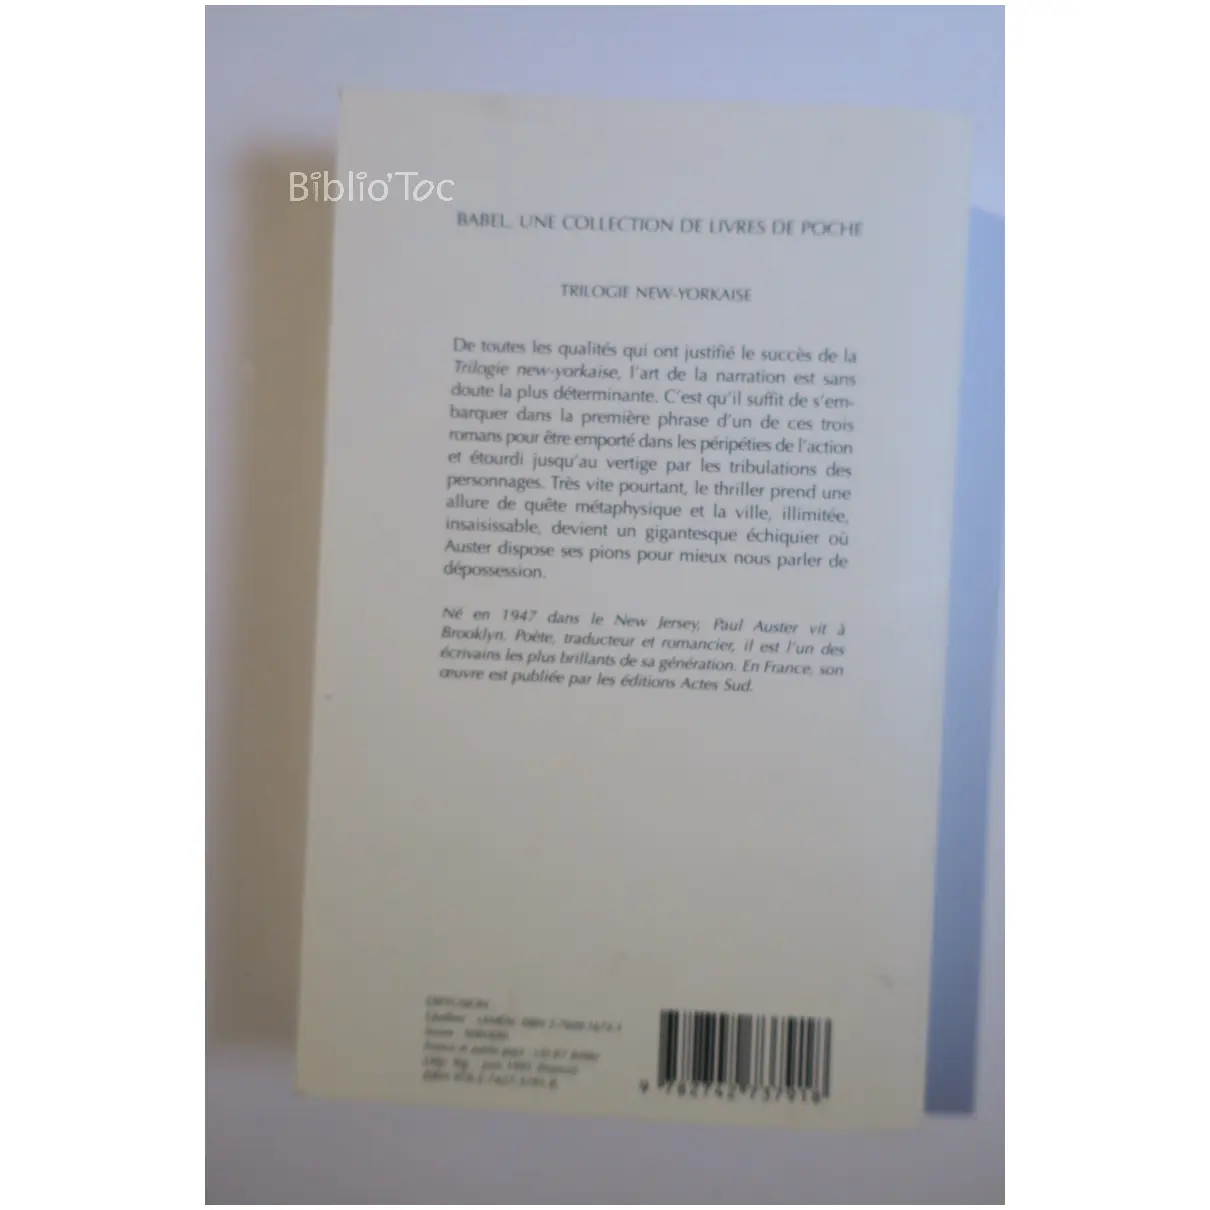 Biblio'Toc
BABEL, UNE COLLECTION DE LIVRES DE POCHE
TRILOGIE NEW-YORKAISE
De toutes les qualités qui ont justifié le succès de la
Trilogie new-yorkaise, l'art de la narration est sans
doute la plus déterminante. C'est qu'il suffit de s'em-
barquer dans la première phrase d'un de ces trois
romans pour être emporté dans les péripéties de l'action
et étourdi jusqu'au vertige par les tribulations des
personnages. Très vite pourtant, le thriller prend une
allure de quête métaphysique et la ville, illimitée,
insaisissable, devient un gigantesque échiquier où
Auster dispose ses pions pour mieux nous parler de
dépossession.
Né en 1947 dans le New Jersey, Paul Auster vit à
Brooklyn. Poète, traducteur et romancier, il est l'un des
écrivains les plus brillants de sa génération. En France, son
œuvre est publiée par les éditions Actes Sud.
DIFFUSION :
juin 1991
ISBN
9 782742 737918